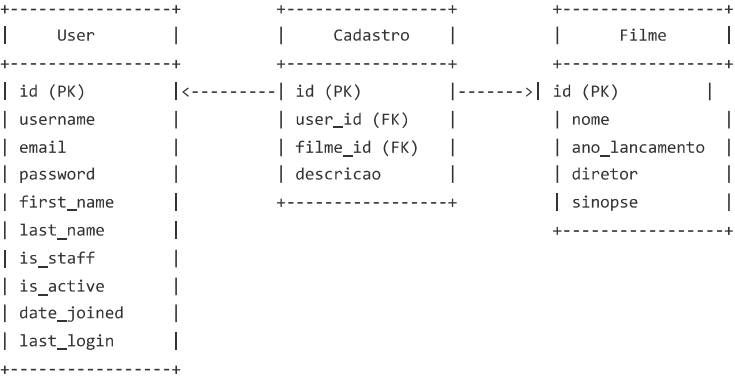 +-----------------+          +-----------------+          +-----------------+
|      User       |          |     Cadastro    |          |      Filme      |
+-----------------+          +-----------------+          +-----------------+
| id (PK)         |<---------| id (PK)         |------->| id (PK)         |
| username        |          | user_id (FK)    |          | nome            |
| email           |          | filme_id (FK)   |          | ano_lancamento  |
| password        |          | descricao       |          | diretor         |
| first_name      |          +-----------------+          | sinopse         |
| last_name       |                                       +-----------------+
| is_staff        |
| is_active       |
| date_joined     |
| last_login      |
+-----------------+